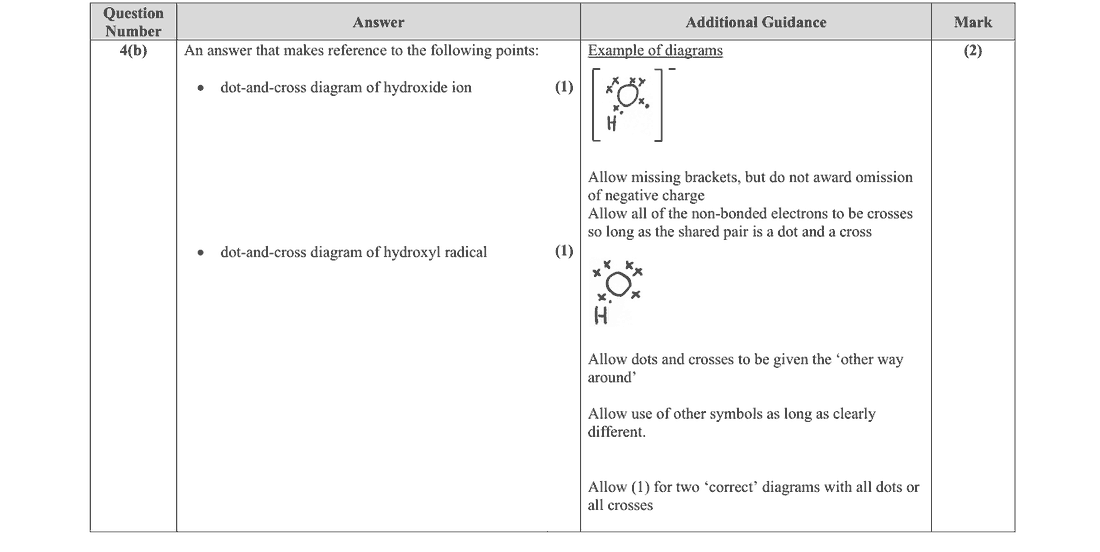 Question Number
Answer
Additional Guidance
Mark
4(b)
An answer that makes reference to the following points:
• dot-and-cross diagram of hydroxide ion (1)
• dot-and-cross diagram of hydroxyl radical (1)
Example of diagrams
H
−
Allow missing brackets, but do not award omission
of negative charge
Allow all of the non-bonded electrons to be crosses
so long as the shared pair is a dot and a cross
H
Allow dots and crosses to be given the ‘other way
around’
Allow use of other symbols as long as clearly
different.
Allow (1) for two ‘correct’ diagrams with all dots or
all crosses
(2)